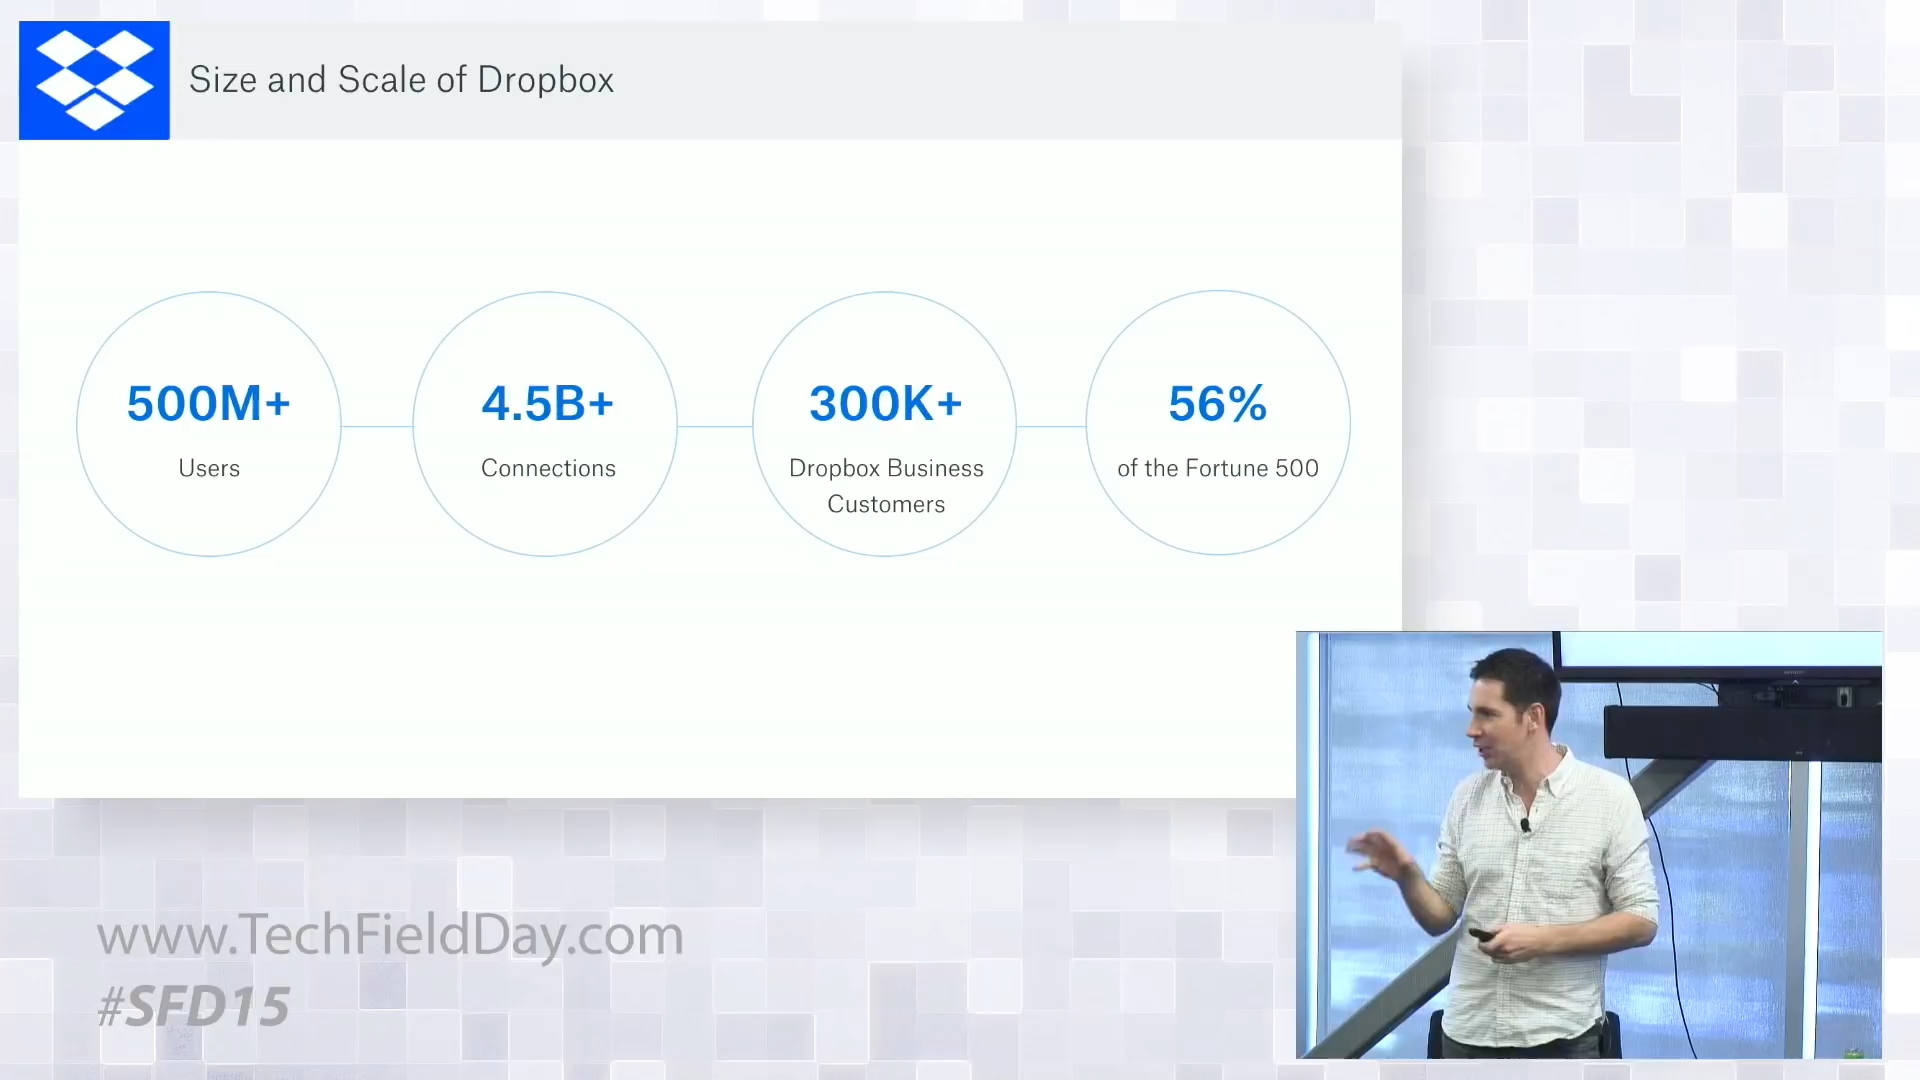 Size and Scale of Dropbox
500M+
Users
4.5B+
Connections
300K+
Dropbox Business
Customers
56%
of the Fortune 500
www.TechFieldDay.com
#SFD15